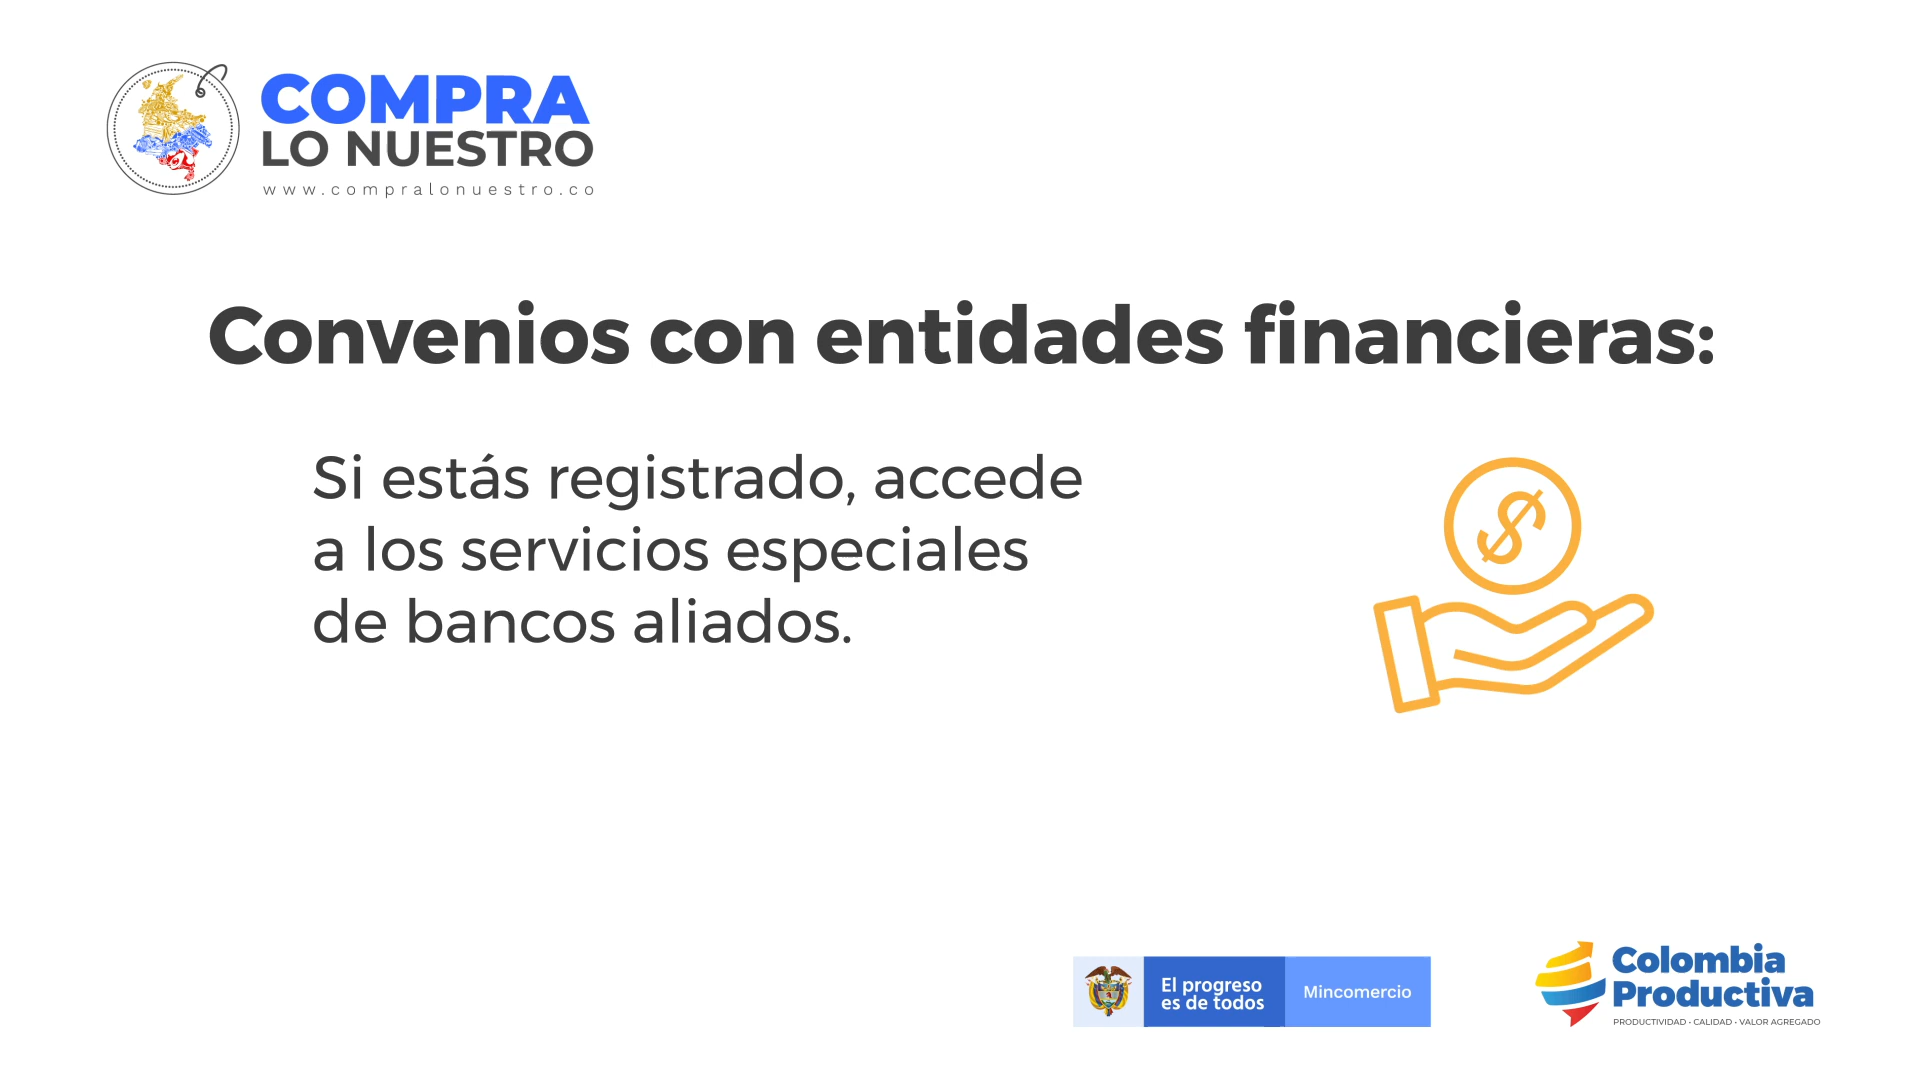 COMPRA
LO NUESTRO
www.compralonuestro.co
Convenios con entidades financieras:
Si estás registrado, accede
a los servicios especiales
de bancos aliados.
$
El progreso
es de todos
Mincomercio
Colombia
Productiva
PRODUCTIVIDAD • CALIDAD • VALOR AGREGADO